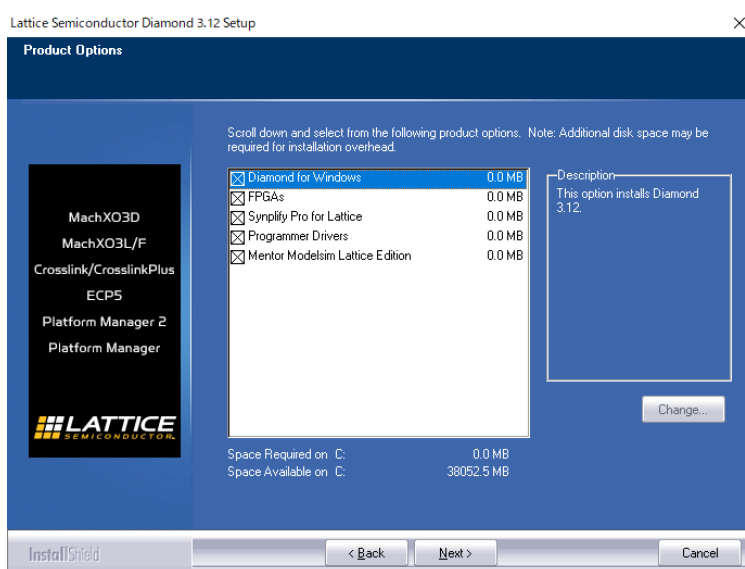 Lattice Semiconductor Diamond 3.12 Setup
Product Options
Scroll down and select from the following product options. Note: Additional disk space may be
required for installation overhead.
Diamond for Windows 0.0 MB
FPGAs 0.0 MB
Synplify Pro for Lattice 0.0 MB
Programmer Drivers 0.0 MB
Mentor Modelsim Lattice Edition 0.0 MB
Description
This option installs Diamond
3.12.
MachXO3D
MachXO3L/F
Crosslink/CrosslinkPlus
ECP5
Platform Manager 2
Platform Manager
LATTICE
SEMICONDUCTOR.
Change...
Space Required on C: 0.0 MB
Space Available on C: 38052.5 MB
InstallShield
< Back
Next >
Cancel